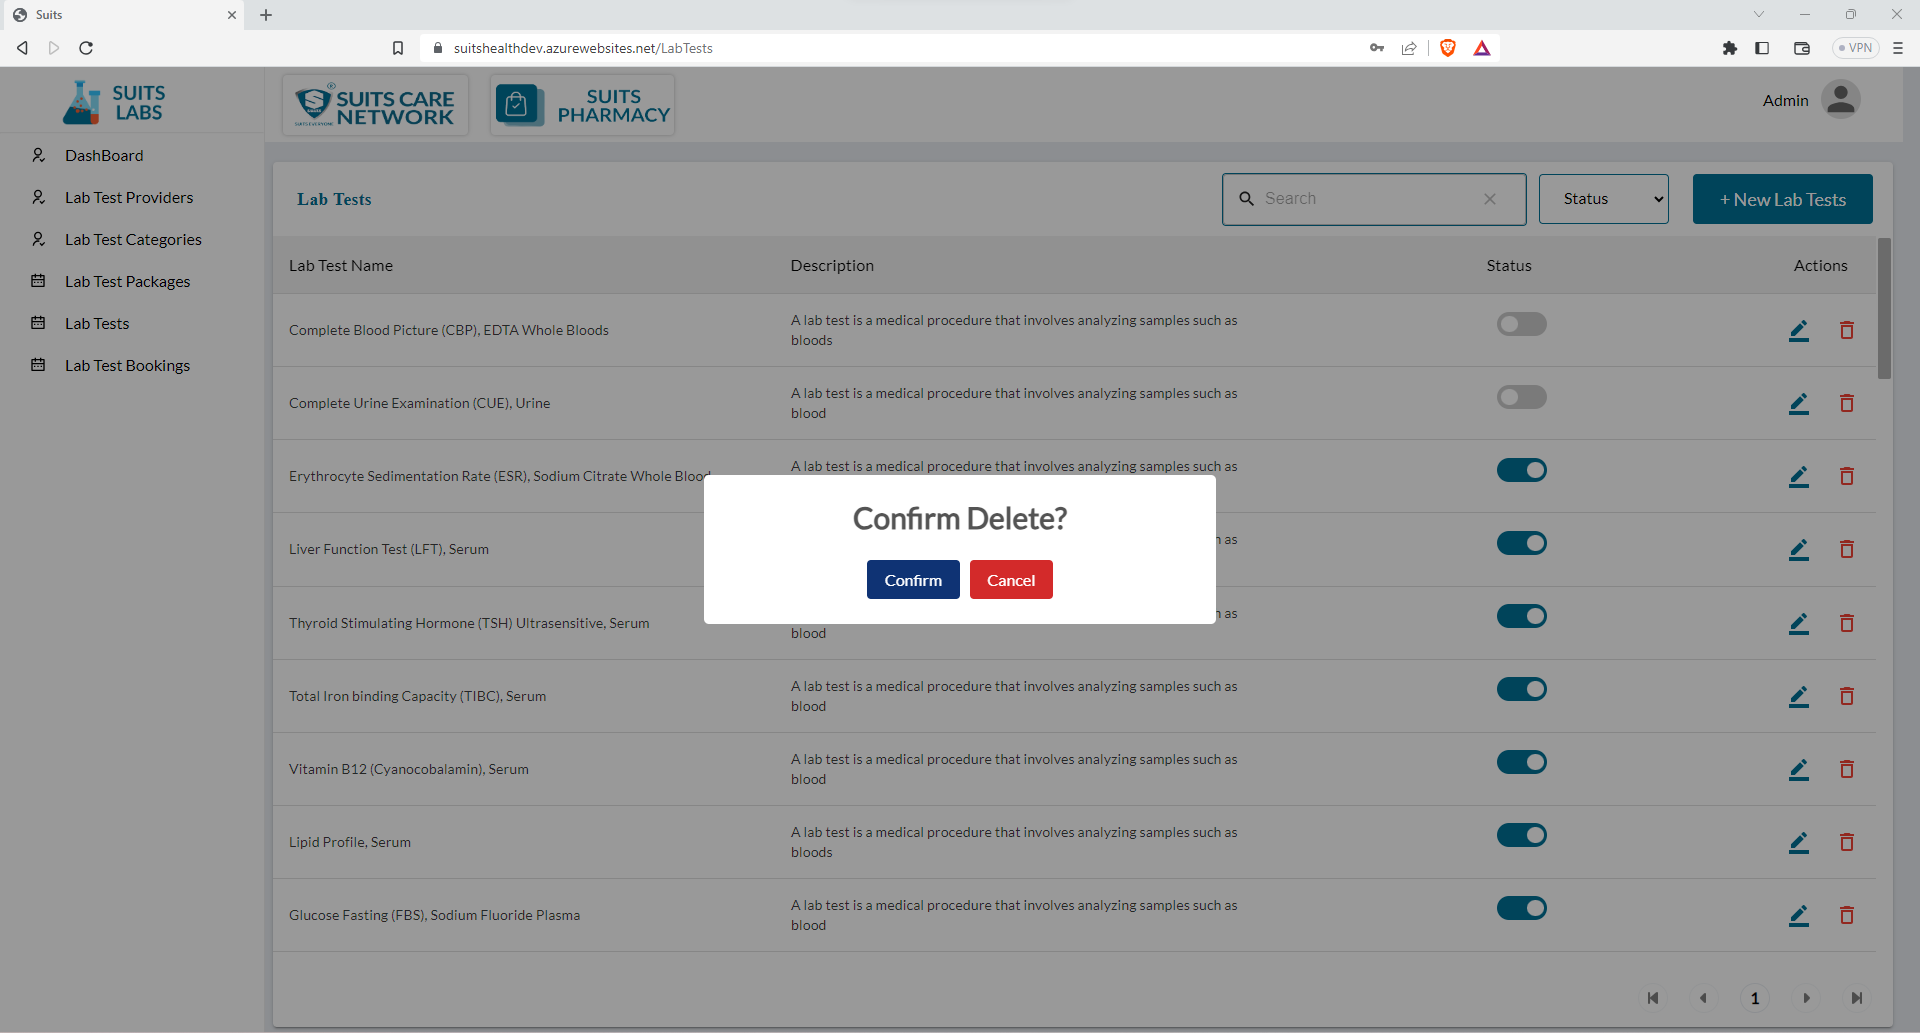 Suits
suitshealthdev.azurewebsites.net/LabTests
VPN
SUITS
LABS
SUITS CARE
NETWORK
SUITS
PHARMACY
Admin
DashBoard
Lab Test Providers
Lab Test Categories
Lab Test Packages
Lab Tests
Lab Test Bookings
Lab Tests
Search
Status
+ New Lab Tests
Lab Test Name
Description
Status
Actions
Complete Blood Picture (CBP), EDTA Whole Bloods
A lab test is a medical procedure that involves analyzing samples such as
bloods
Complete Urine Examination (CUE), Urine
A lab test is a medical procedure that involves analyzing samples such as
blood
Erythrocyte Sedimentation Rate (ESR), Sodium Citrate Whole Blood
A lab test is a medical procedure that involves analyzing samples such as
Confirm Delete?
Confirm
Cancel
Liver Function Test (LFT), Serum
as
Thyroid Stimulating Hormone (TSH) Ultrasensitive, Serum
as
blood
Total Iron binding Capacity (TIBC), Serum
A lab test is a medical procedure that involves analyzing samples such as
blood
Vitamin B12 (Cyanocobalamin), Serum
A lab test is a medical procedure that involves analyzing samples such as
blood
Lipid Profile, Serum
A lab test is a medical procedure that involves analyzing samples such as
bloods
Glucose Fasting (FBS), Sodium Fluoride Plasma
A lab test is a medical procedure that involves analyzing samples such as
blood
1